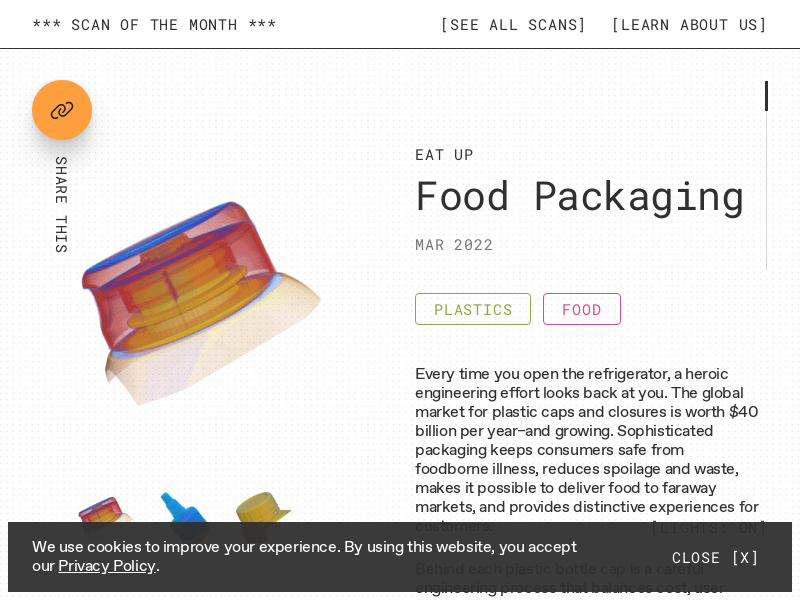 *** SCAN OF THE MONTH ***
[SEE ALL SCANS]
[LEARN ABOUT US]
SHARE THIS
EAT UP
Food Packaging
MAR 2022
PLASTICS
FOOD
Every time you open the refrigerator, a heroic
engineering effort looks back at you. The global
market for plastic caps and closures is worth $40
billion per year–and growing. Sophisticated
packaging keeps consumers safe from
foodborne illness, reduces spoilage and waste,
makes it possible to deliver food to faraway
markets, and provides distinctive experiences for
customers.
[LIGHTS: ON]
Behind each plastic bottle cap is a careful
engineering process that balances cost, user
We use cookies to improve your experience. By using this website, you accept
our Privacy Policy.
CLOSE [X]